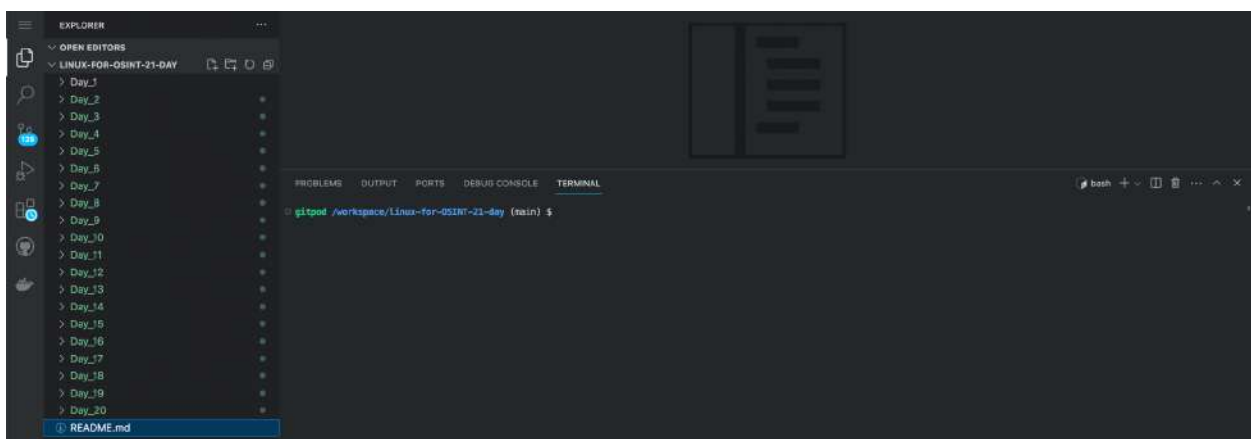 EXPLORER ...
OPEN EDITORS
LINUX-FOR-OSINT-21-DAY
Day_1
Day_2
Day_3
Day_4
Day_5
Day_6
Day_7
Day_8
Day_9
Day_10
Day_11
Day_12
Day_13
Day_14
Day_15
Day_16
Day_17
Day_18
Day_19
Day_20
README.md
PROBLEMS OUTPUT PORTS DEBUG CONSOLE TERMINAL
bash
gitpod /workspace/linux-for-OSINT-21-day (main) $